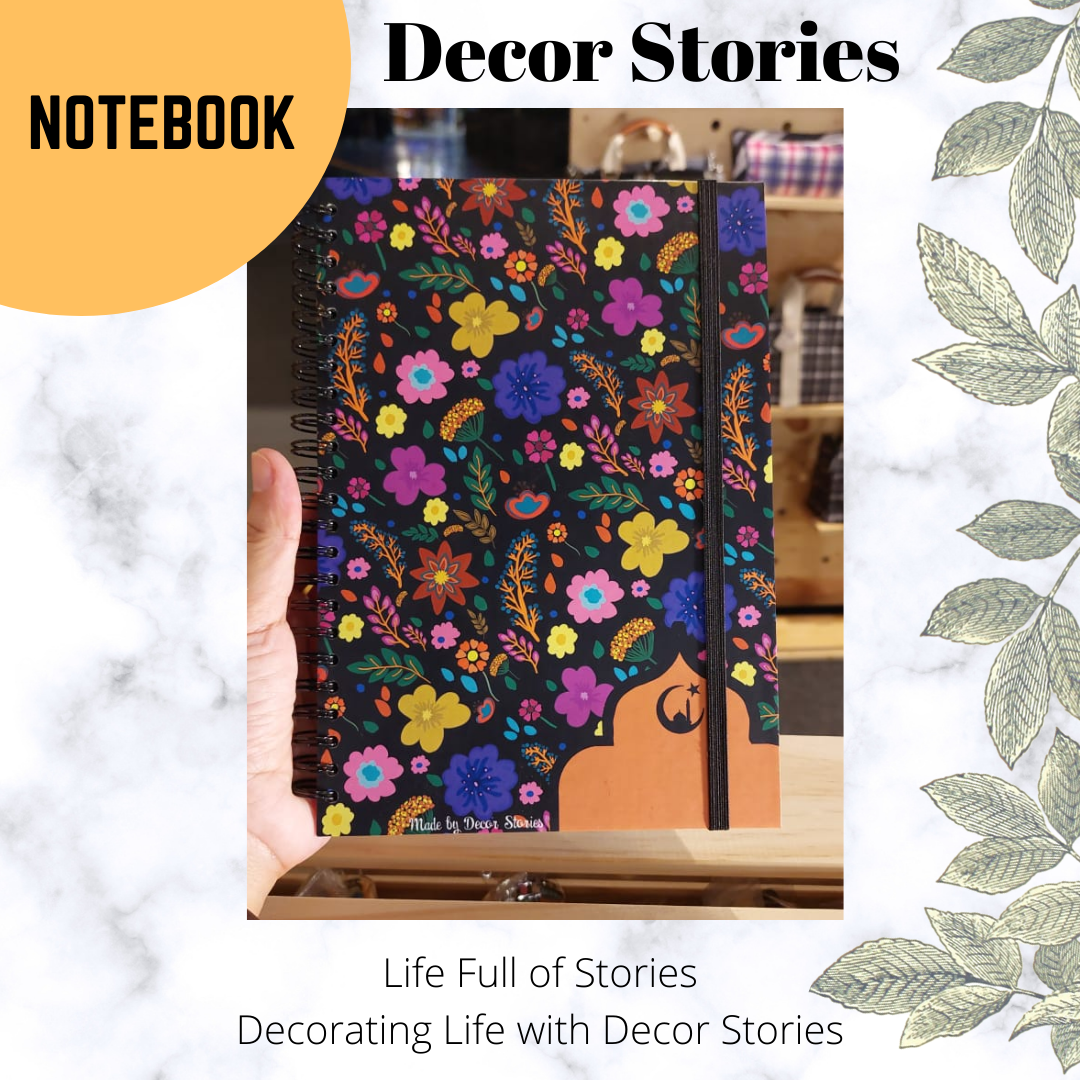 Decor Stories
NOTEBOOK
Made by Decor Stories
Life Full of Stories
Decorating Life with Decor Stories